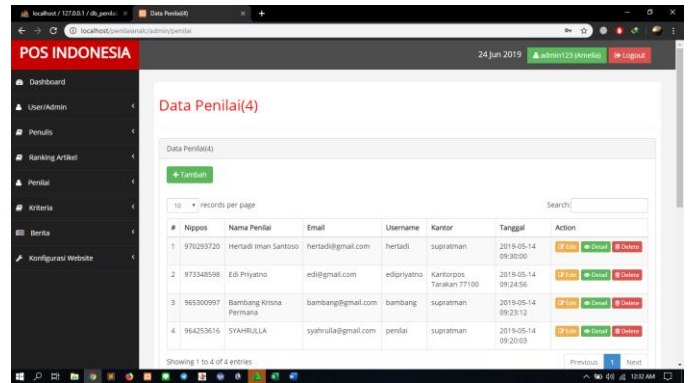 localhost / 127.0.0.1 / db_penila
Data Penilai(4)
localhost/penilaianalc/admin/penilai
POS INDONESIA
24 Jun 2019 admin123 (Amelia) Logout
Dashboard
User/Admin
Penulis
Ranking Artikel
Penilai
Kriteria
Berita
Konfigurasi Website
Data Penilai(4)
Data Penilai(4)
+ Tambah
10 records per page Search:
# Nippos Nama Penilai Email Username Kantor Tanggal Action
1 970293720 Hertadi Iman Santoso hertadi@gmail.com hertadi supratman 2019-05-14 09:30:00 Edit Detail Delete
2 973348598 Edi Priyatno edi@gmail.com edipriyatno Kantorpos Tarakan 77100 2019-05-14 09:24:56 Edit Detail Delete
3 965300997 Bambang Krisna Permana bambang@gmail.com bambang supratman 2019-05-14 09:23:12 Edit Detail Delete
4 964253616 SYAHRULLA syahrulla@gmail.com penilai supratman 2019-05-14 09:20:03 Edit Detail Delete
Showing 1 to 4 of 4 entries Previous 1 Next
12:32 AM